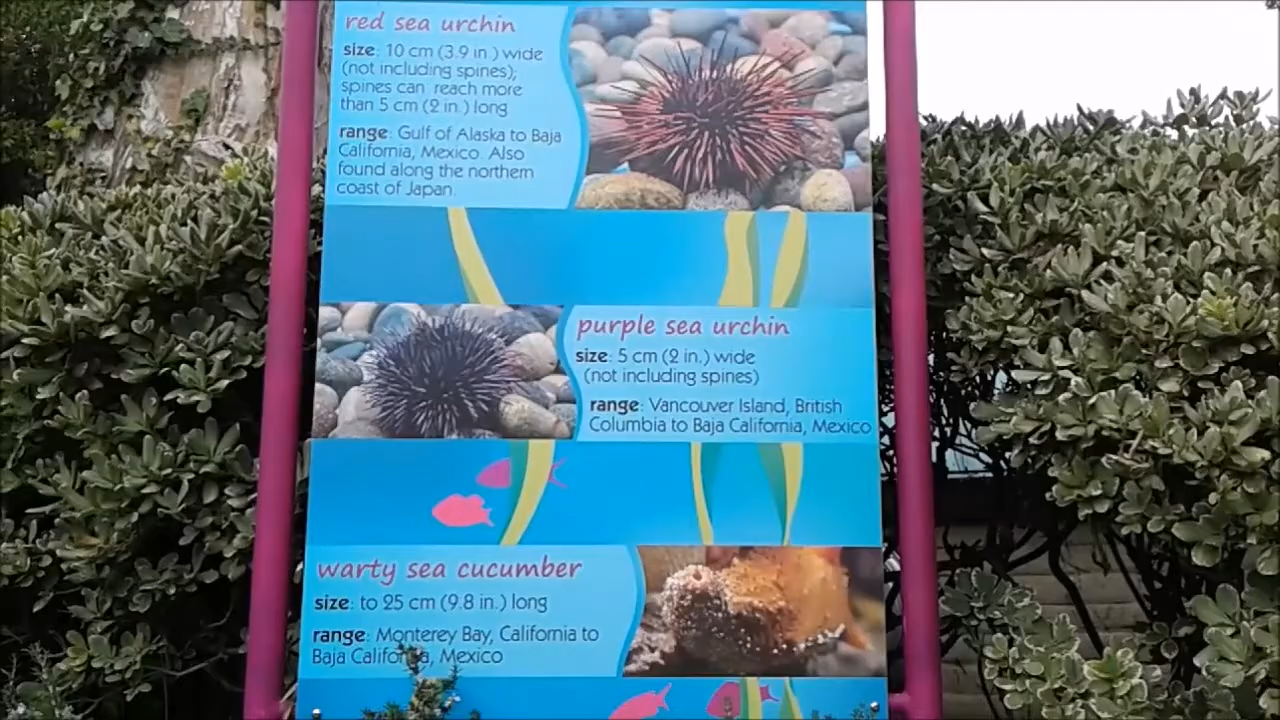 red sea urchin
size: 10 cm (3.9 in.) wide
(not including spines);
spines can reach more
than 5 cm (2 in.) long
range: Gulf of Alaska to Baja
California, Mexico. Also
found along the northern
coast of Japan.
purple sea urchin
size: 5 cm (2 in.) wide
(not including spines)
range: Vancouver Island, British
Columbia to Baja California, Mexico
warty sea cucumber
size: to 25 cm (9.8 in.) long
range: Monterey Bay, California to
Baja California, Mexico